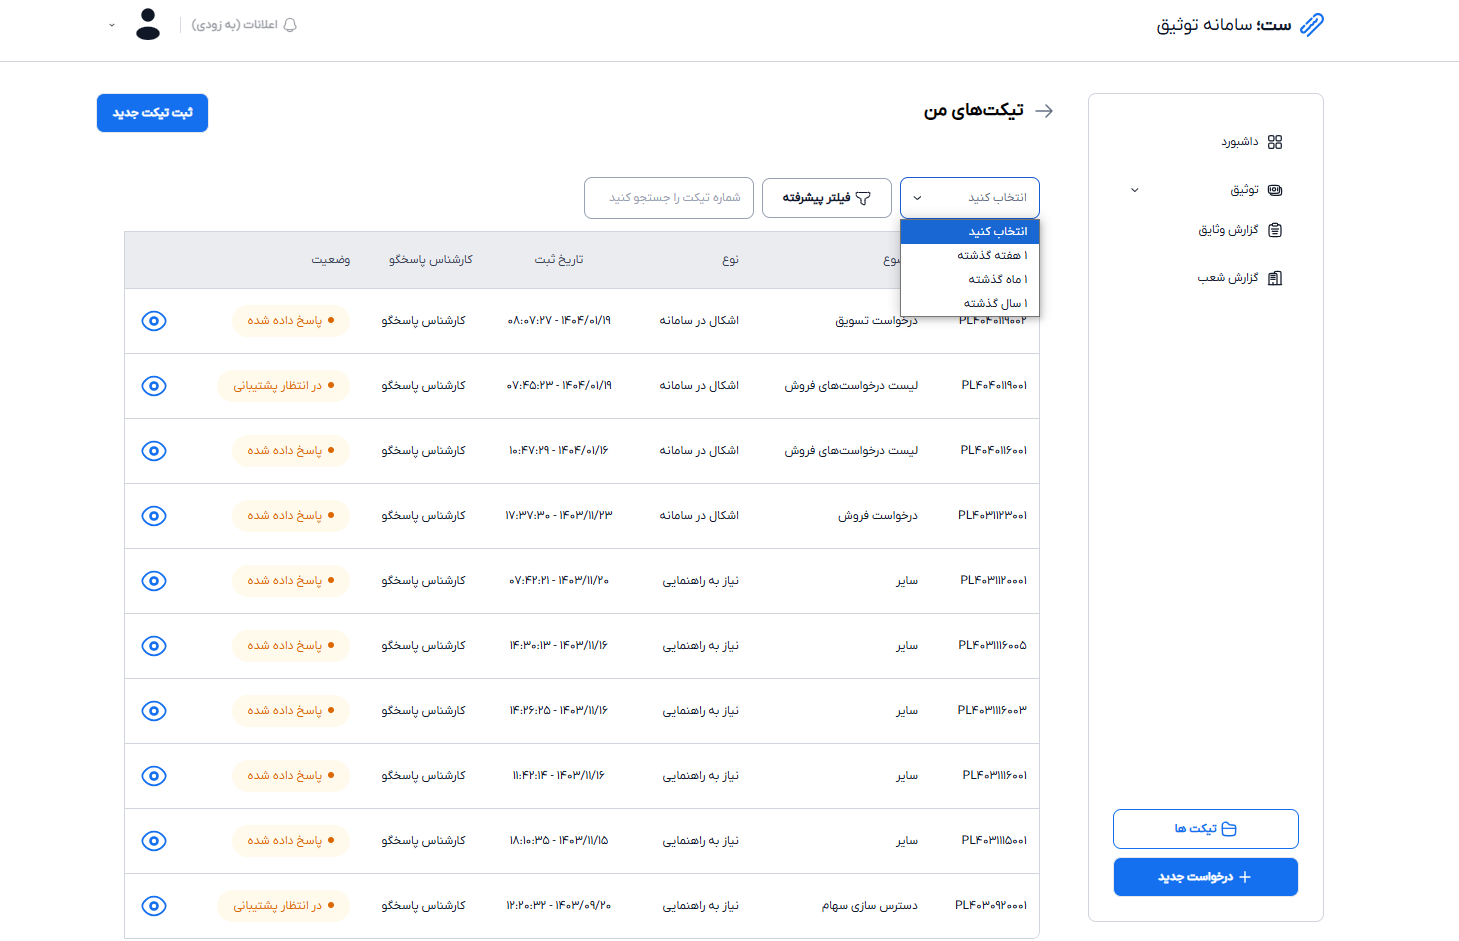 ست؛ سامانه توثیق
اعلانات (به زودی)
داشبورد
توثیق
گزارش وثایق
گزارش شعب
تیکت ها
درخواست جدید
تیکت‌های من
ثبت تیکت جدید
انتخاب کنید
فیلتر پیشرفته
شماره تیکت را جستجو کنید
انتخاب کنید
۱ هفته گذشته
۱ ماه گذشته
۱ سال گذشته
نوع تاریخ ثبت کارشناس پاسخگو وضعیت
PL۴۰۴۰۱۱۹۰۰۲ درخواست تسویق اشکال در سامانه ۱۴۰۴/۰۱/۱۹ - ۰۸:۰۷:۲۷ کارشناس پاسخگو پاسخ داده شده
PL۴۰۴۰۱۱۹۰۰۱ لیست درخواست‌های فروش اشکال در سامانه ۱۴۰۴/۰۱/۱۹ - ۰۷:۴۵:۲۳ کارشناس پاسخگو در انتظار پشتیبانی
PL۴۰۴۰۱۱۶۰۰۱ لیست درخواست‌های فروش اشکال در سامانه ۱۴۰۴/۰۱/۱۶ - ۱۰:۴۷:۲۹ کارشناس پاسخگو پاسخ داده شده
PL۴۰۳۱۱۲۳۰۰۱ درخواست فروش اشکال در سامانه ۱۴۰۳/۱۱/۲۳ - ۱۷:۳۷:۳۰ کارشناس پاسخگو پاسخ داده شده
PL۴۰۳۱۱۲۰۰۰۱ سایر نیاز به راهنمایی ۱۴۰۳/۱۱/۲۰ - ۰۷:۴۲:۲۱ کارشناس پاسخگو پاسخ داده شده
PL۴۰۳۱۱۱۶۰۰۵ سایر نیاز به راهنمایی ۱۴۰۳/۱۱/۱۶ - ۱۴:۳۰:۱۳ کارشناس پاسخگو پاسخ داده شده
PL۴۰۳۱۱۱۶۰۰۳ سایر نیاز به راهنمایی ۱۴۰۳/۱۱/۱۶ - ۱۴:۲۶:۲۵ کارشناس پاسخگو پاسخ داده شده
PL۴۰۳۱۱۱۶۰۰۱ سایر نیاز به راهنمایی ۱۴۰۳/۱۱/۱۶ - ۱۱:۴۲:۱۴ کارشناس پاسخگو پاسخ داده شده
PL۴۰۳۱۱۱۵۰۰۱ سایر نیاز به راهنمایی ۱۴۰۳/۱۱/۱۵ - ۱۸:۱۰:۳۵ کارشناس پاسخگو پاسخ داده شده
PL۴۰۳۰۹۲۰۰۰۱ دسترس سازی سهام نیاز به راهنمایی ۱۴۰۳/۰۹/۲۰ - ۱۲:۲۰:۳۲ کارشناس پاسخگو در انتظار پشتیبانی